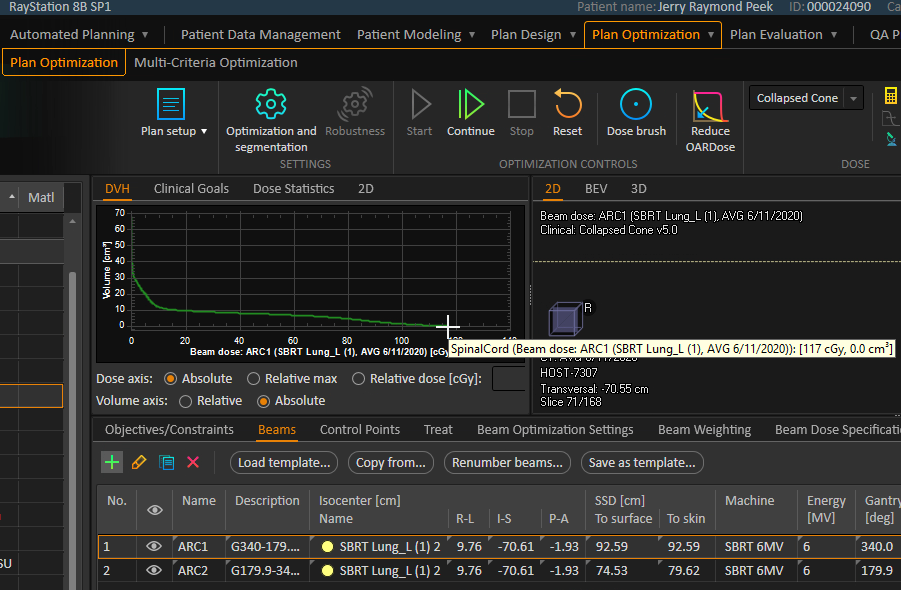 RayStation 8B SP1 Patient name: Jerry Raymond Peek ID: 000024090 Ca
Automated Planning Patient Data Management Patient Modeling Plan Design Plan Optimization Plan Evaluation QA P
Plan Optimization Multi-Criteria Optimization
Plan setup
Optimization and segmentation
Robustness
SETTINGS
Start
Continue
Stop
Reset
Dose brush
Reduce OARDose
OPTIMIZATION CONTROLS
Collapsed Cone
DOSE
Matl
DVH Clinical Goals Dose Statistics 2D
70
60
50
40
30
20
10
0
Volume [cm³]
0 20 40 60 80 100
Beam dose: ARC1 (SBRT Lung_L (1), AVG 6/11/2020) [cGy
SpinalCord (Beam dose: ARC1 (SBRT Lung_L (1), AVG 6/11/2020)): [117 cGy, 0.0 cm³]
Dose axis: Absolute Relative max Relative dose [cGy]:
Volume axis: Relative Absolute
2D BEV 3D
Beam dose: ARC1 (SBRT Lung_L (1), AVG 6/11/2020)
Clinical: Collapsed Cone v5.0
R
HOST-7307
Transversal: -70.55 cm
Slice 71/168
SU
Objectives/Constraints Beams Control Points Treat Beam Optimization Settings Beam Weighting Beam Dose Specificati
Load template... Copy from... Renumber beams... Save as template...
No. Name Description Isocenter [cm] SSD [cm] Machine Energy Gantry
Name R-L I-S P-A To surface To skin [MV] [deg]
1 ARC1 G340-179.... SBRT Lung_L (1) 2 9.76 -70.61 -1.93 92.59 92.59 SBRT 6MV 6 340.0
2 ARC2 G179.9-34... SBRT Lung_L (1) 2 9.76 -70.61 -1.93 74.53 79.62 SBRT 6MV 6 179.9